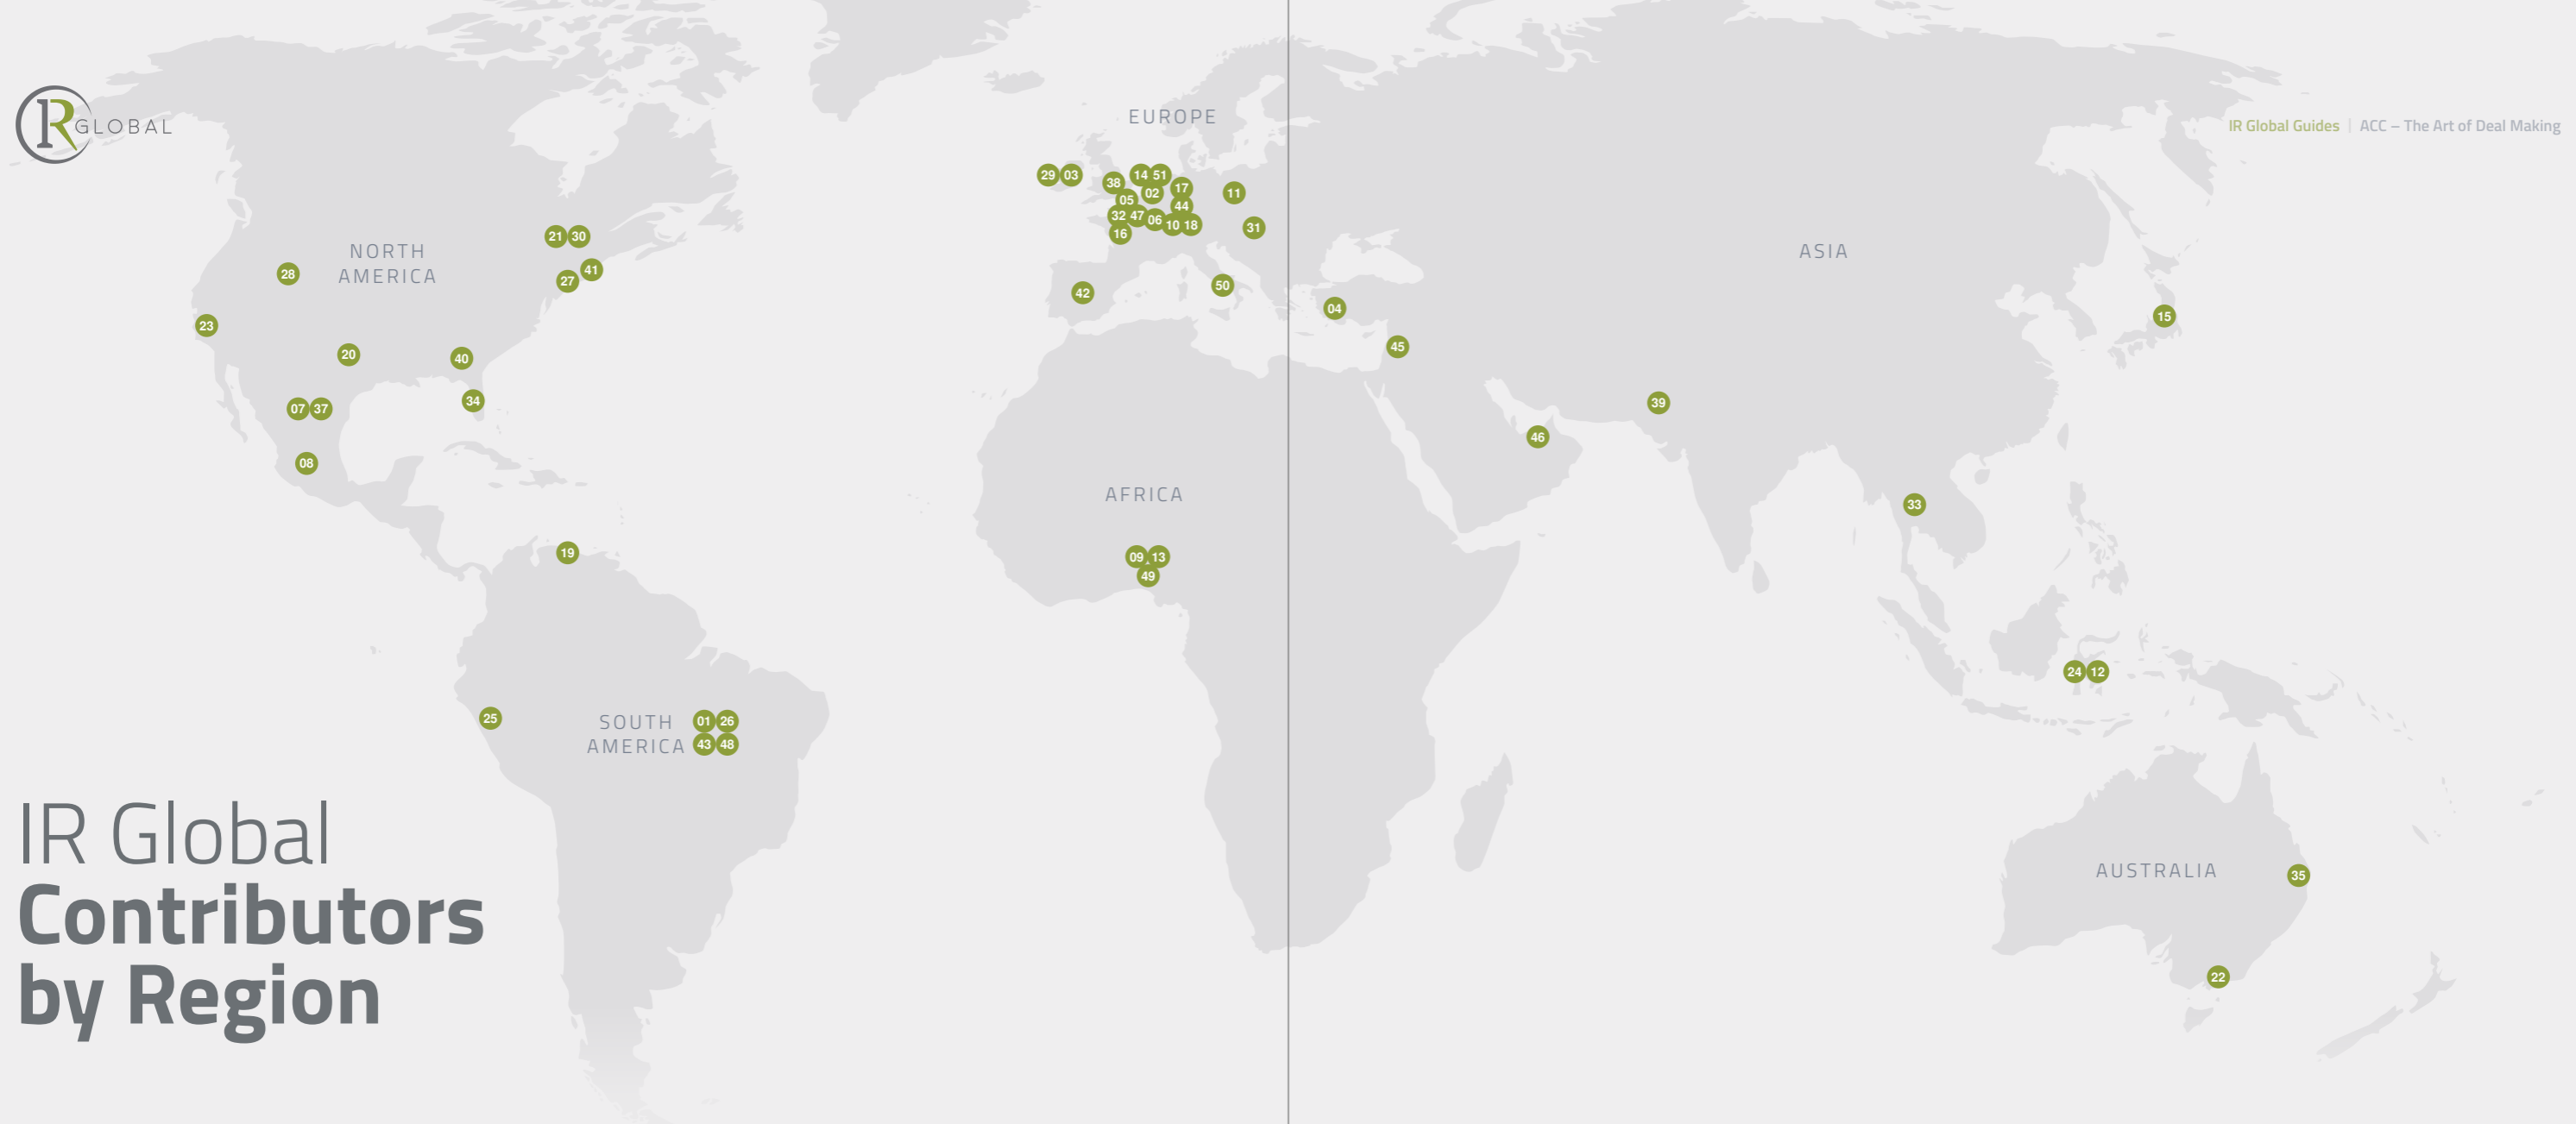 IR GLOBAL
IR Global Guides | ACC – The Art of Deal Making
EUROPE
29 03
38 14 51
05 02 17 11
32 47 06 44
16 10 18 31
21 30
NORTH
AMERICA
28 27 41
ASIA
42 50
23 04 15
20 40 45
07 37 34 39
08 46
AFRICA
33
19 09 13
49
24 12
25 SOUTH 01 26
AMERICA 43 48
IR Global
Contributors
by Region
AUSTRALIA 35
22